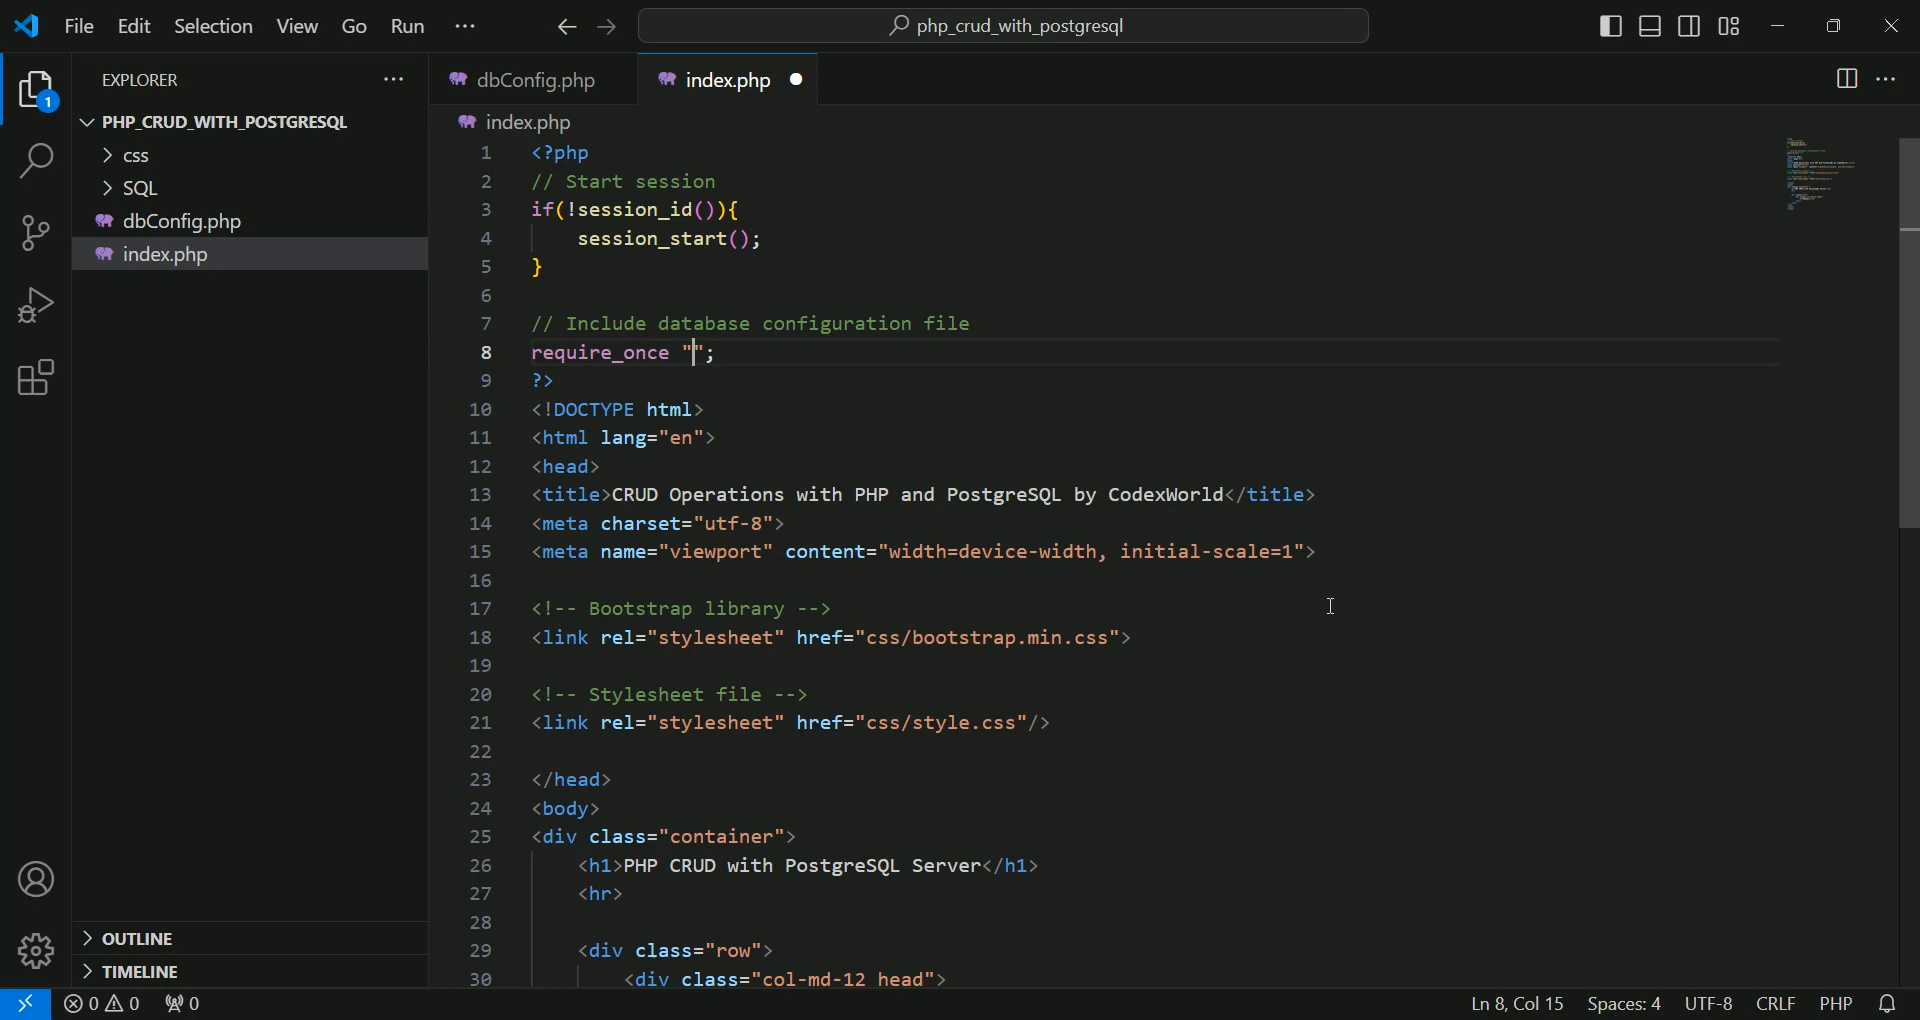 File Edit Selection View Go Run ···
php_crud_with_postgresql
EXPLORER ···
1
PHP_CRUD_WITH_POSTGRESQL
css
SQL
dbConfig.php
index.php
OUTLINE
TIMELINE
dbConfig.php index.php
index.php
1 <?php
2 // Start session
3 if(!session_id()){
4 session_start();
5 }
6
7 // Include database configuration file
8 require_once "";
9 ?>
10 <!DOCTYPE html>
11 <html lang="en">
12 <head>
13 <title>CRUD Operations with PHP and PostgreSQL by CodexWorld</title>
14 <meta charset="utf-8">
15 <meta name="viewport" content="width=device-width, initial-scale=1">
16
17 <!-- Bootstrap library -->
18 <link rel="stylesheet" href="css/bootstrap.min.css">
19
20 <!-- Stylesheet file -->
21 <link rel="stylesheet" href="css/style.css"/>
22
23 </head>
24 <body>
25 <div class="container">
26 <h1>PHP CRUD with PostgreSQL Server</h1>
27 <hr>
28
29 <div class="row">
30 <div class="col-md-12 head">
0 0 0 Ln 8, Col 15 Spaces: 4 UTF-8 CRLF PHP